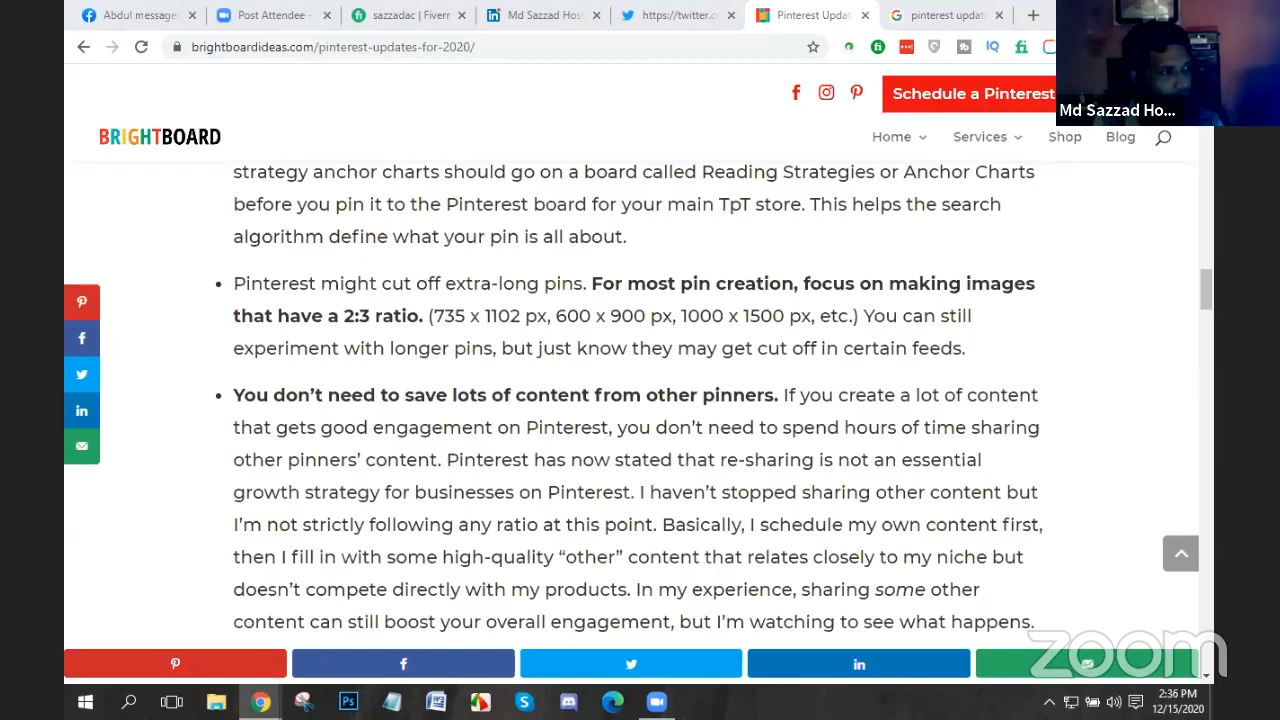 Abdul message
Post Attendee -
sazzadac | Fiverr
Md Sazzad Hos
https://twitter.c
Pinterest Updat
pinterest updat
brightboardideas.com/pinterest-updates-for-2020/
IQ
Schedule a Pinterest
Md Sazzad Ho...
BRIGHTBOARD
Home
Services
Shop
Blog
strategy anchor charts should go on a board called Reading Strategies or Anchor Charts
before you pin it to the Pinterest board for your main TpT store. This helps the search
algorithm define what your pin is all about.
• Pinterest might cut off extra-long pins. For most pin creation, focus on making images
that have a 2:3 ratio. (735 x 1102 px, 600 x 900 px, 1000 x 1500 px, etc.) You can still
experiment with longer pins, but just know they may get cut off in certain feeds.
• You don’t need to save lots of content from other pinners. If you create a lot of content
that gets good engagement on Pinterest, you don’t need to spend hours of time sharing
other pinners’ content. Pinterest has now stated that re-sharing is not an essential
growth strategy for businesses on Pinterest. I haven’t stopped sharing other content but
I’m not strictly following any ratio at this point. Basically, I schedule my own content first,
then I fill in with some high-quality “other” content that relates closely to my niche but
doesn’t compete directly with my products. In my experience, sharing some other
content can still boost your overall engagement, but I’m watching to see what happens.
zoom
2:36 PM
12/15/2020